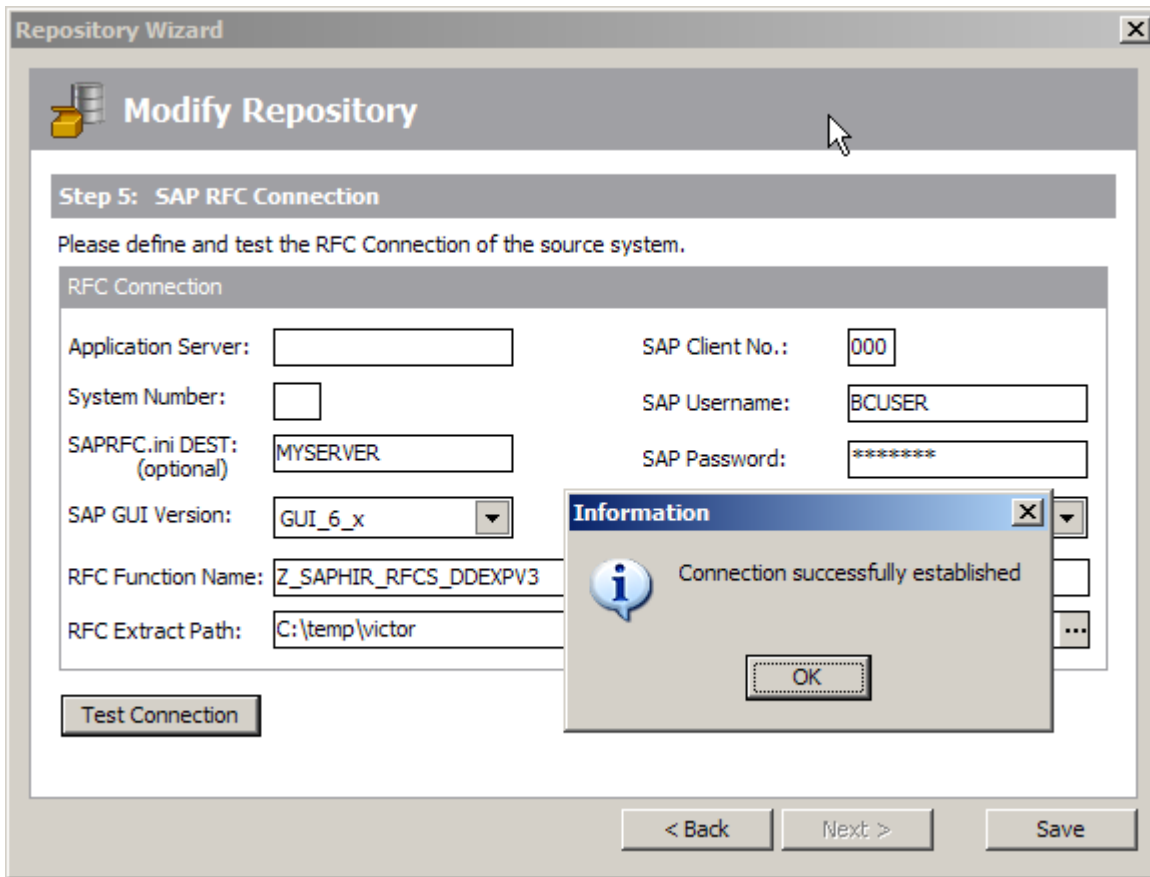 Repository Wizard
Modify Repository
Step 5: SAP RFC Connection
Please define and test the RFC Connection of the source system.
RFC Connection
Application Server:
SAP Client No.: 000
System Number:
SAP Username: BCUSER
SAPRFC.ini DEST: MYSERVER
(optional)
SAP Password: *******
SAP GUI Version: GUI_6_x
Information
Connection successfully established
OK
RFC Function Name: Z_SAPHIR_RFCS_DDEXPV3
RFC Extract Path: C:\temp\victor
...
Test Connection
< Back Next > Save